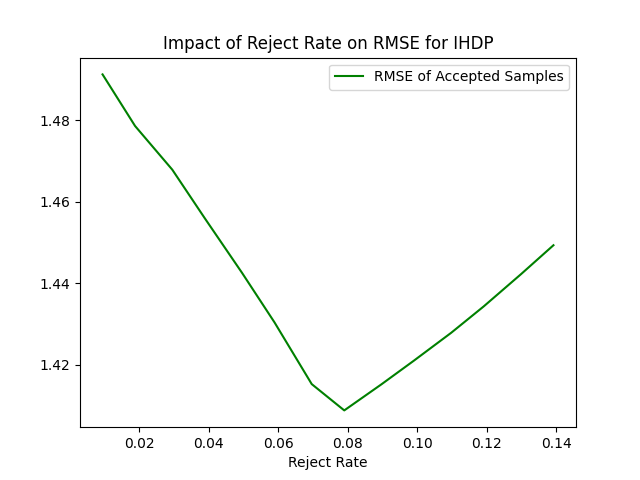 Impact of Reject Rate on RMSE for IHDP
RMSE of Accepted Samples
1.48
1.46
1.44
1.42
0.02 0.04 0.06 0.08 0.10 0.12 0.14
Reject Rate